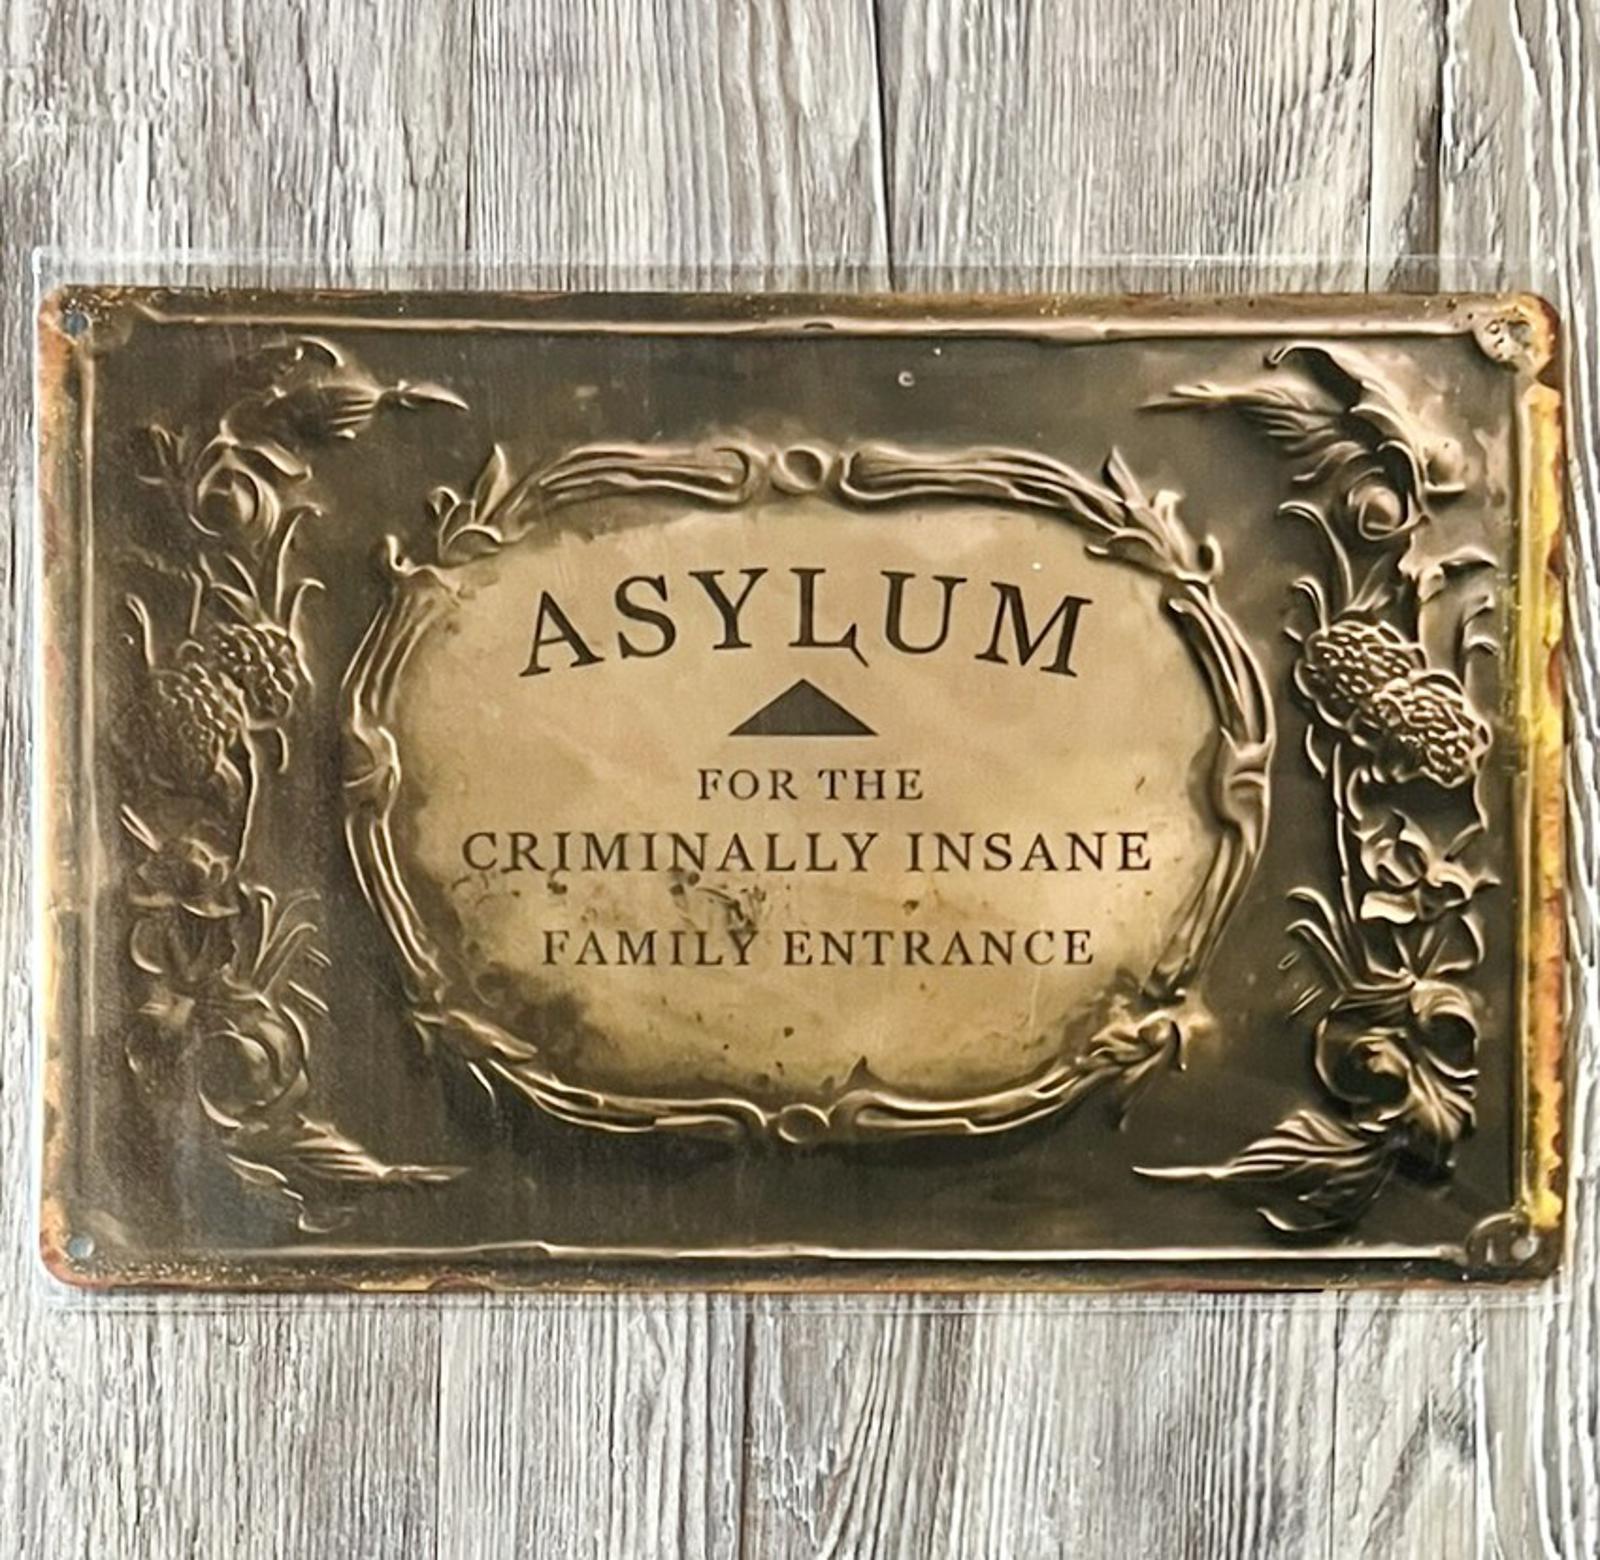 ASYLUM
FOR THE
CRIMINALLY INSANE
FAMILY ENTRANCE